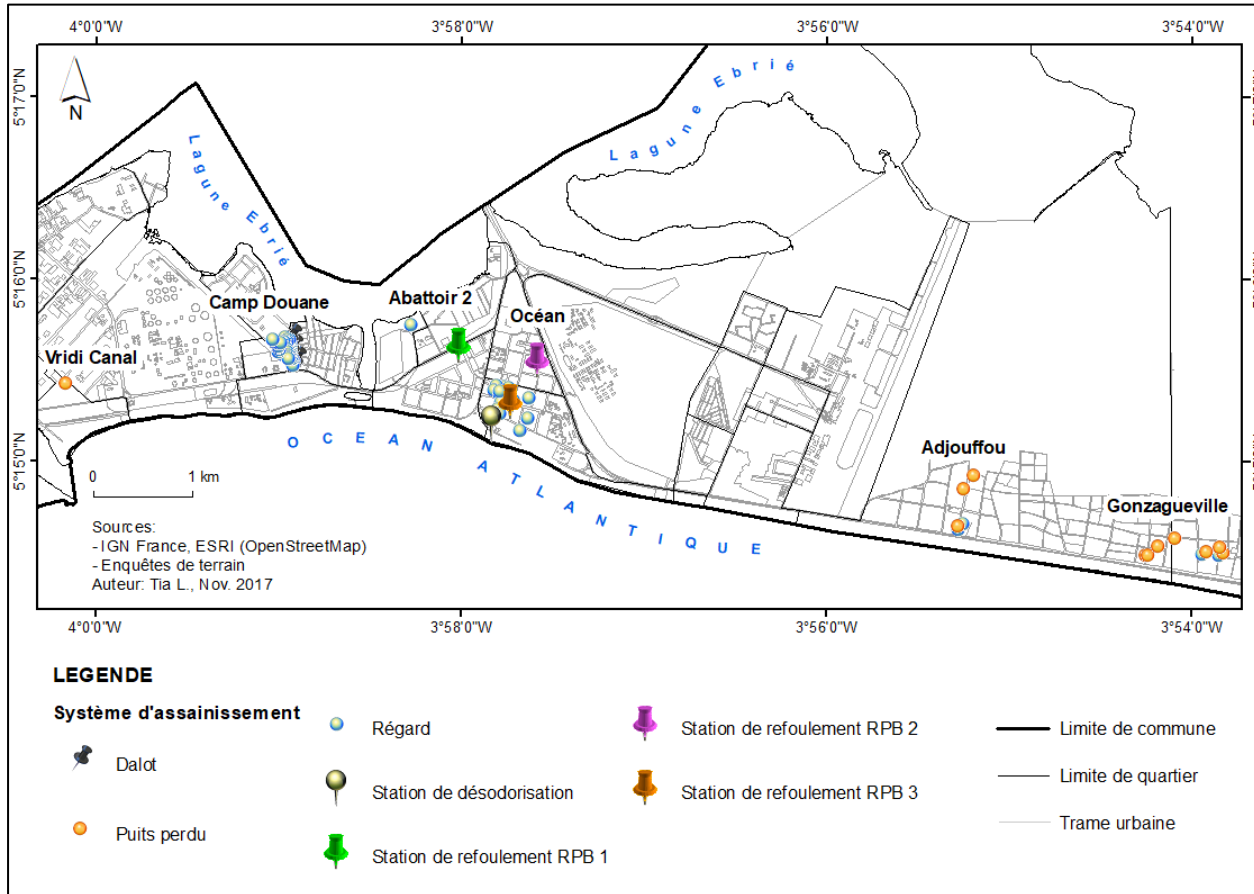 4°0'0"W 3°58'0"W 3°56'0"W 3°54'0"W
5°17'0"N
N
Lagune Ebrié
Lagune Ebrié
5°16'0"N
Camp Douane
Abattoir 2
Océan
Vridi Canal
5°15'0"N
OCEAN ATLANTIQUE
Adjouffou
Gonzagueville
0 1 km
Sources:
- IGN France, ESRI (OpenStreetMap)
- Enquêtes de terrain
Auteur: Tia L., Nov. 2017
4°0'0"W 3°58'0"W 3°56'0"W 3°54'0"W
LEGENDE
Système d'assainissement
Dalot
Puits perdu
Régard
Station de désodorisation
Station de refoulement RPB 1
Station de refoulement RPB 2
Station de refoulement RPB 3
Limite de commune
Limite de quartier
Trame urbaine